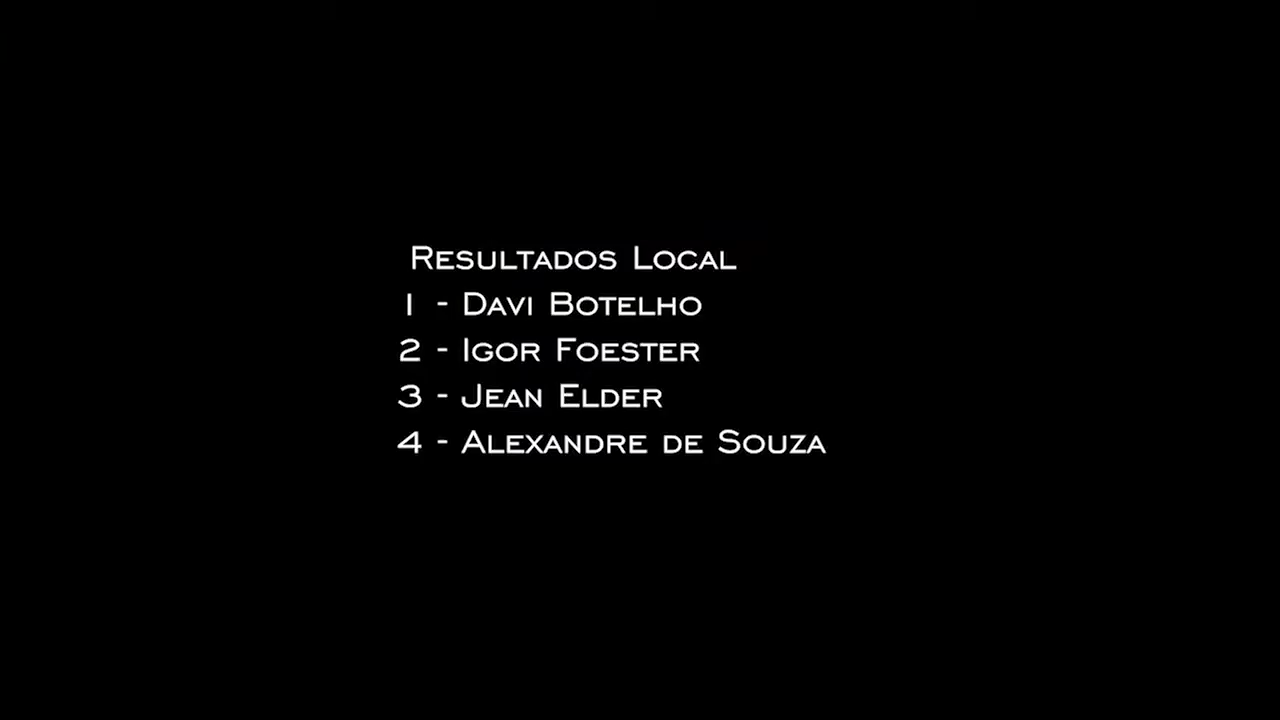 Resultados Local
1 - Davi Botelho
2 - Igor Foester
3 - Jean Elder
4 - Alexandre de Souza